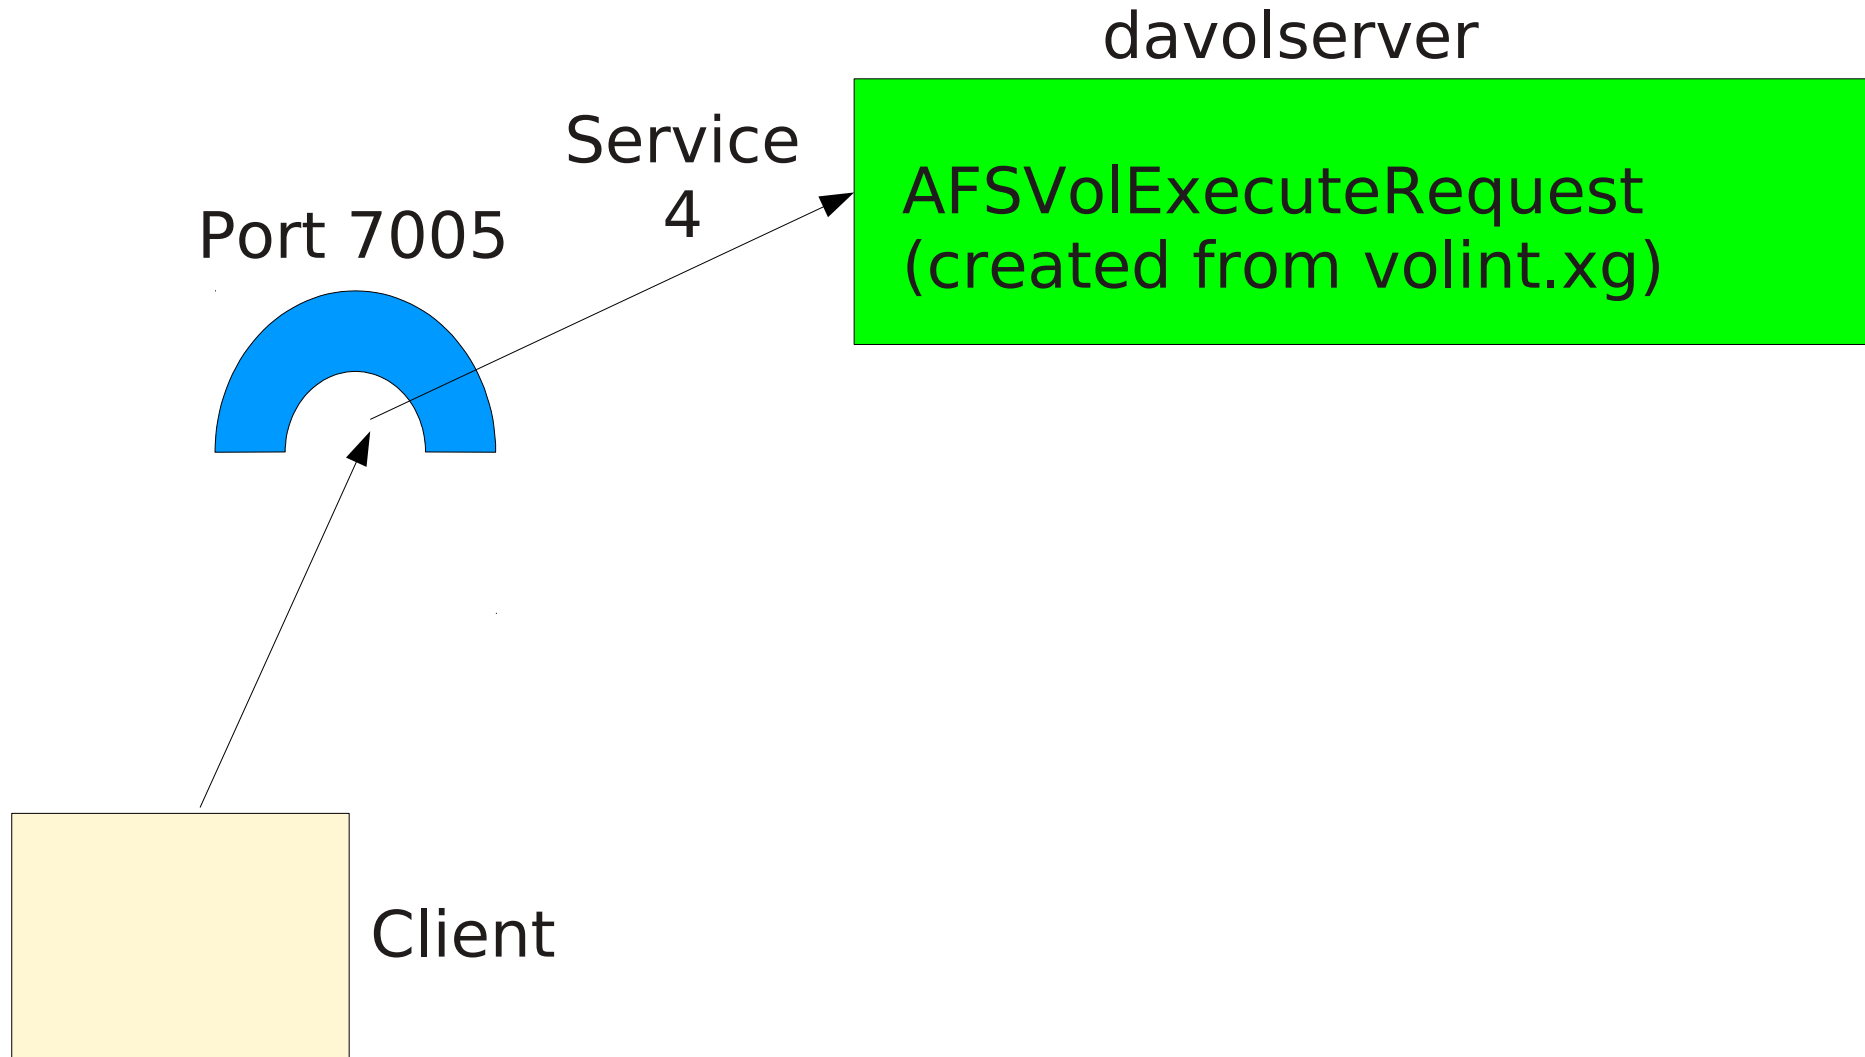 davolserver
Service
4
AFSVolExecuteRequest
(created from volint.xg)
Port 7005
Client